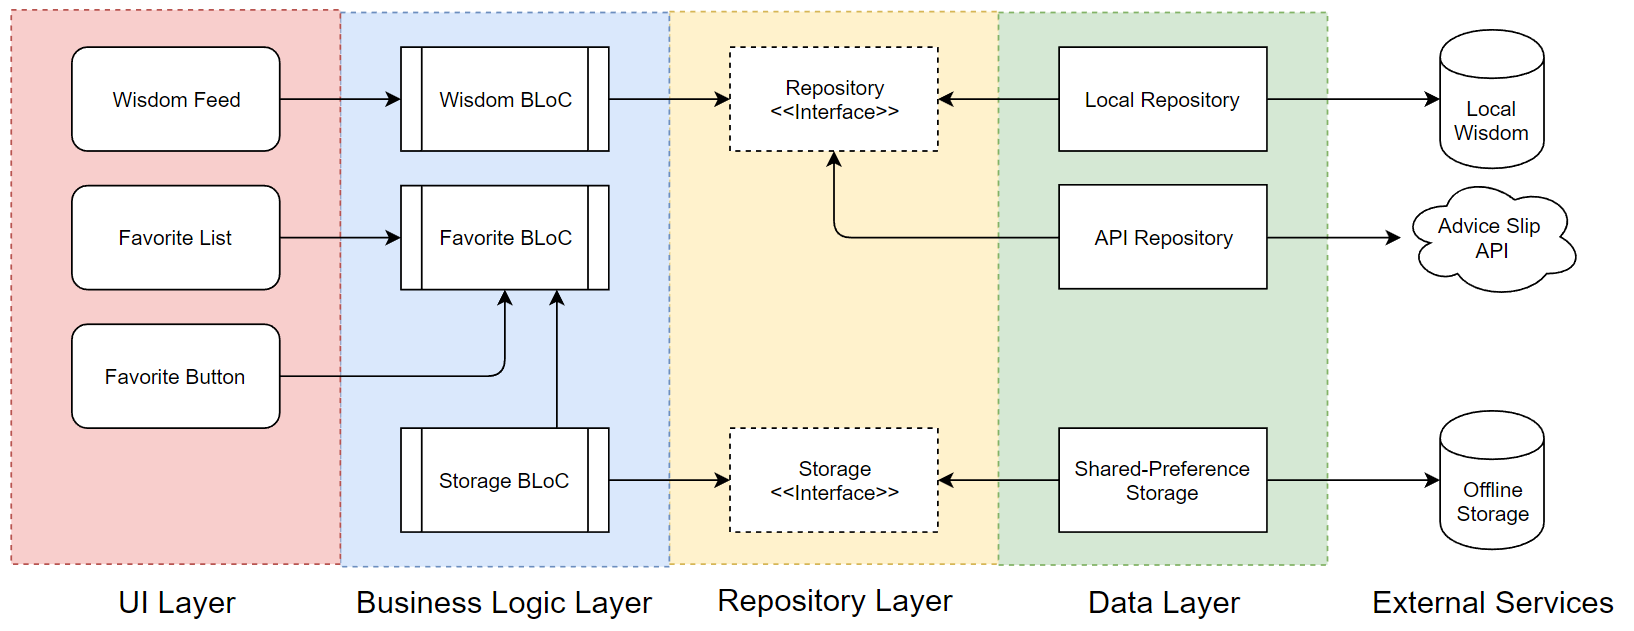 Wisdom Feed
Wisdom BLoC
Repository
<<Interface>>
Local Repository
Local
Wisdom
Favorite List
Favorite BLoC
API Repository
Advice Slip
API
Favorite Button
Storage BLoC
Storage
<<Interface>>
Shared-Preference
Storage
Offline
Storage
UI Layer
Business Logic Layer
Repository Layer
Data Layer
External Services